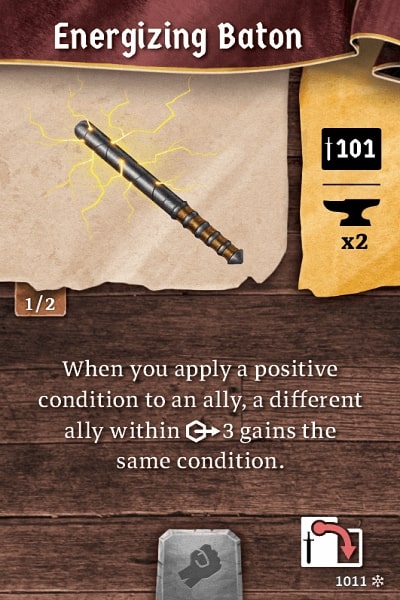 Energizing Baton
101
x2
1/2
When you apply a positive
condition to an ally, a different
ally within 3 gains the
same condition.
1011